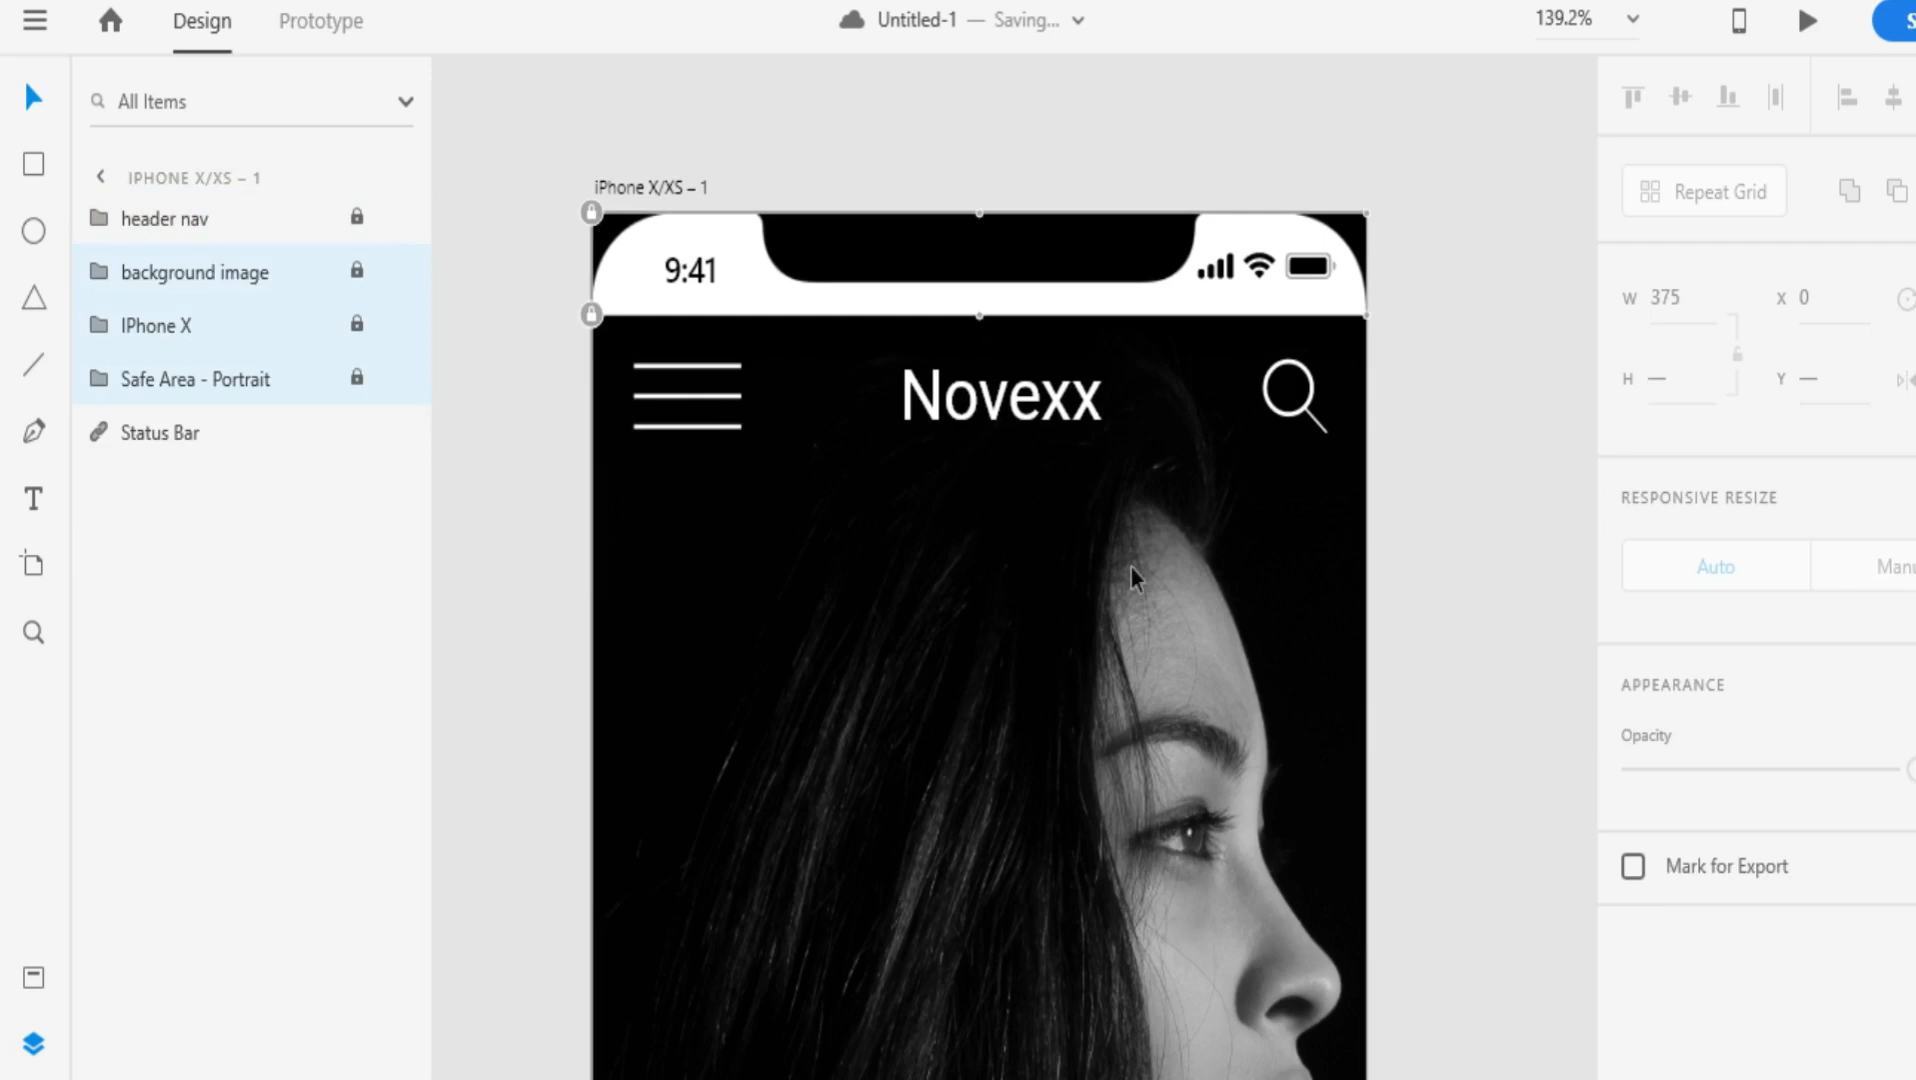 Design
Prototype
Untitled-1 — Saving...
139.2%
S
All Items
IPHONE X/XS – 1
header nav
background image
IPhone X
Safe Area - Portrait
Status Bar
iPhone X/XS – 1
9:41
Novexx
Repeat Grid
W 375
X 0
H —
Y —
RESPONSIVE RESIZE
Auto
Manu
APPEARANCE
Opacity
Mark for Export